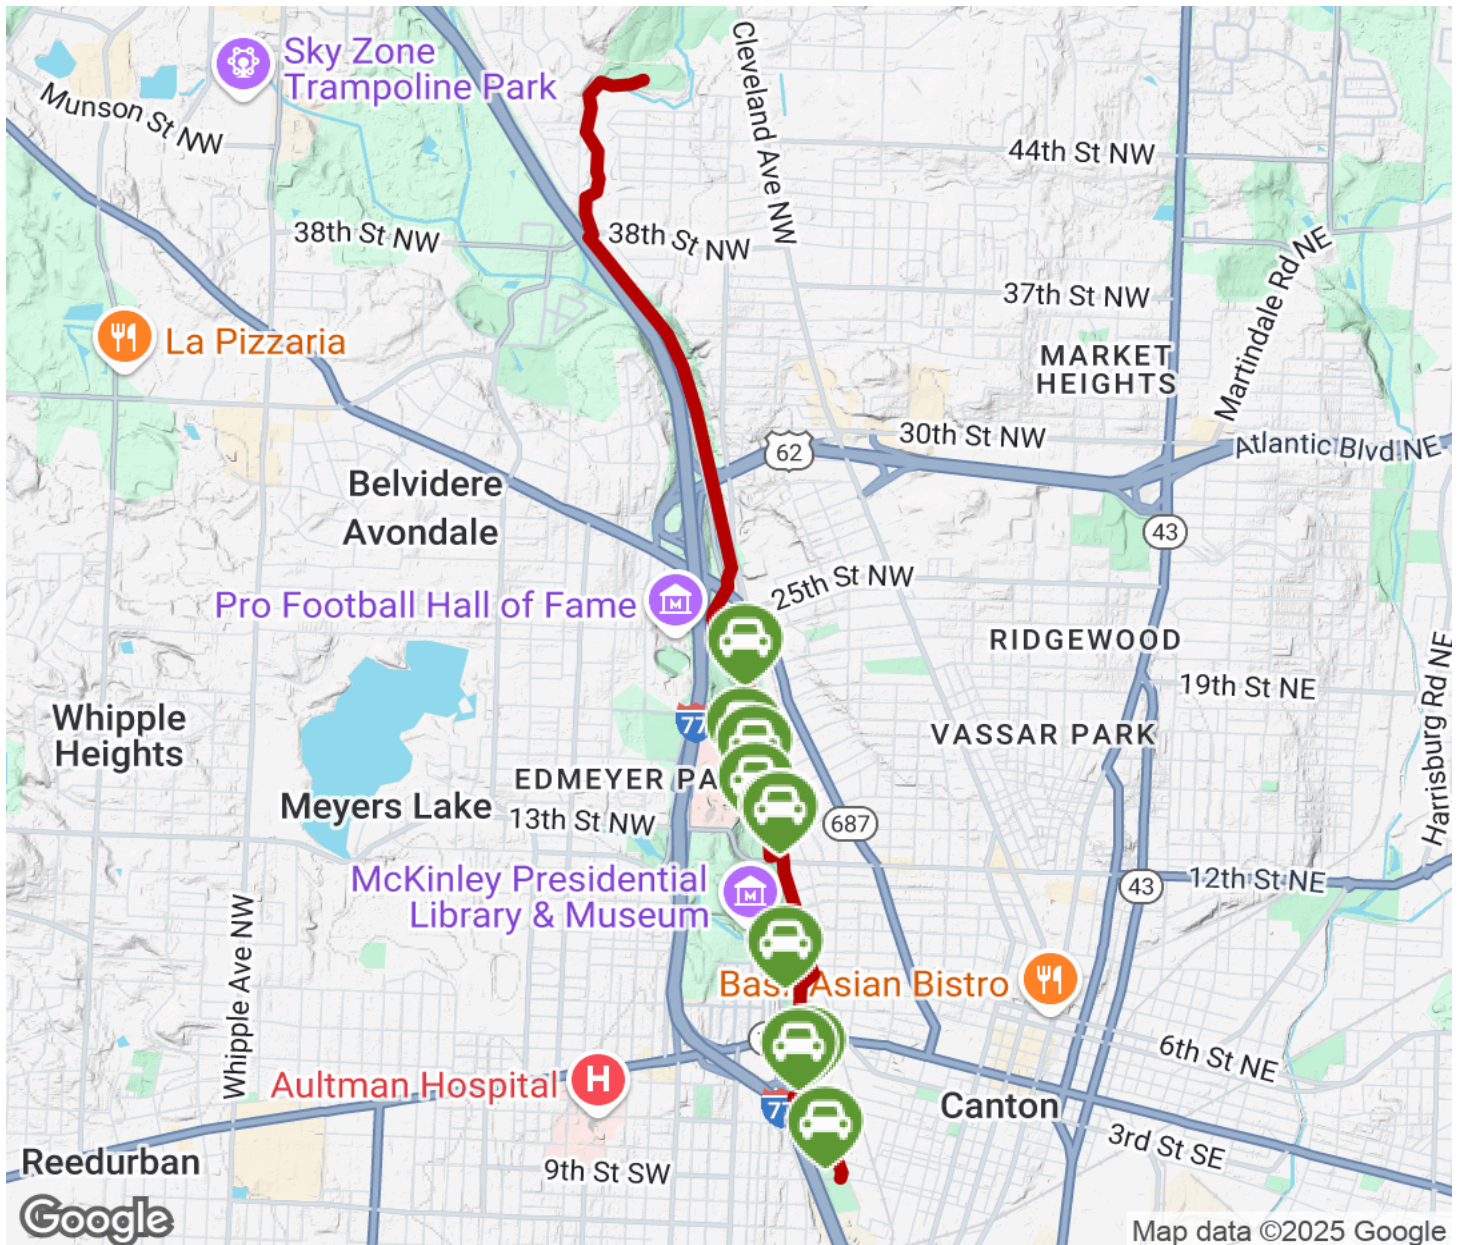 Sky Zone
Trampoline Park
Munson St NW
Cleveland Ave NW
44th St NW
38th St NW
38th St NW
37th St NW
Martindale Rd NE
La Pizzaria
MARKET
HEIGHTS
30th St NW
62
Atlantic Blvd NE
Belvidere
Avondale
43
25th St NW
Pro Football Hall of Fame
RIDGEWOOD
19th St NE
Harrisburg Rd NE
Whipple
Heights
77
VASSAR PARK
EDMEYER PA
Meyers Lake
13th St NW
687
McKinley Presidential
Library & Museum
M
M
43
12th St NE
Whipple Ave NW
Asian Bistro
6th St NE
Aultman Hospital
H
Canton
3rd St SE
Reedurban
9th St SW
Google
Map data ©2025 Google